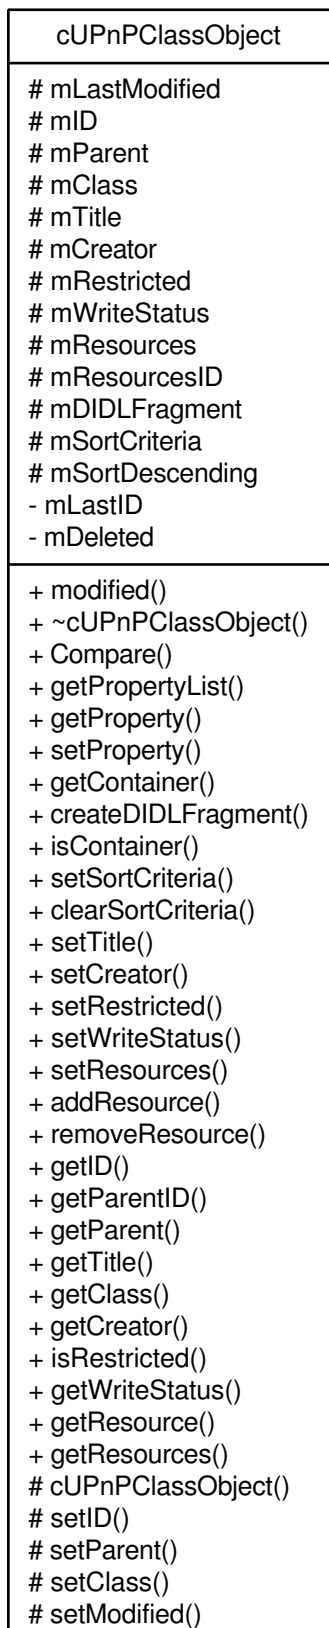 cUPnPClassObject
# mLastModified
# mID
# mParent
# mClass
# mTitle
# mCreator
# mRestricted
# mWriteStatus
# mResources
# mResourcesID
# mDIDLFragment
# mSortCriteria
# mSortDescending
- mLastID
- mDeleted
+ modified()
+ ~cUPnPClassObject()
+ Compare()
+ getPropertyList()
+ getProperty()
+ setProperty()
+ getContainer()
+ createDIDLFragment()
+ isContainer()
+ setSortCriteria()
+ clearSortCriteria()
+ setTitle()
+ setCreator()
+ setRestricted()
+ setWriteStatus()
+ setResources()
+ addResource()
+ removeResource()
+ getID()
+ getParentID()
+ getParent()
+ getTitle()
+ getClass()
+ getCreator()
+ isRestricted()
+ getWriteStatus()
+ getResource()
+ getResources()
# cUPnPClassObject()
# setID()
# setParent()
# setClass()
# setModified()